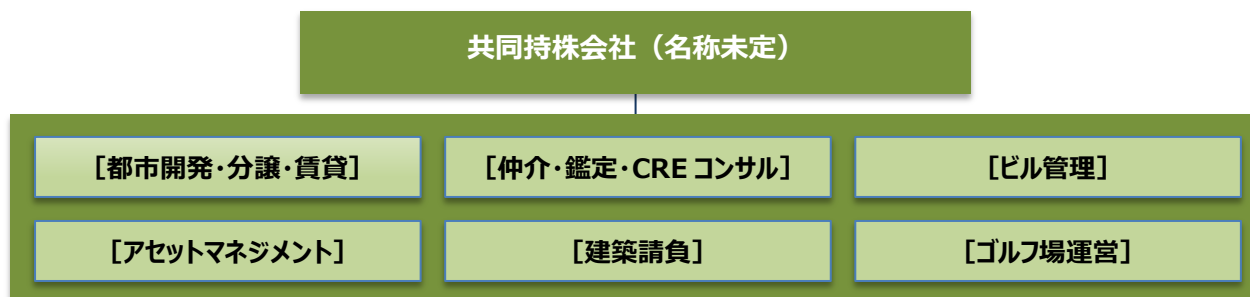 共同持株会社（名称未定）
［都市開発・分譲・賃貸］
［仲介・鑑定・CRE コンサル］
［ビル管理］
［アセットマネジメント］
［建築請負］
［ゴルフ場運営］